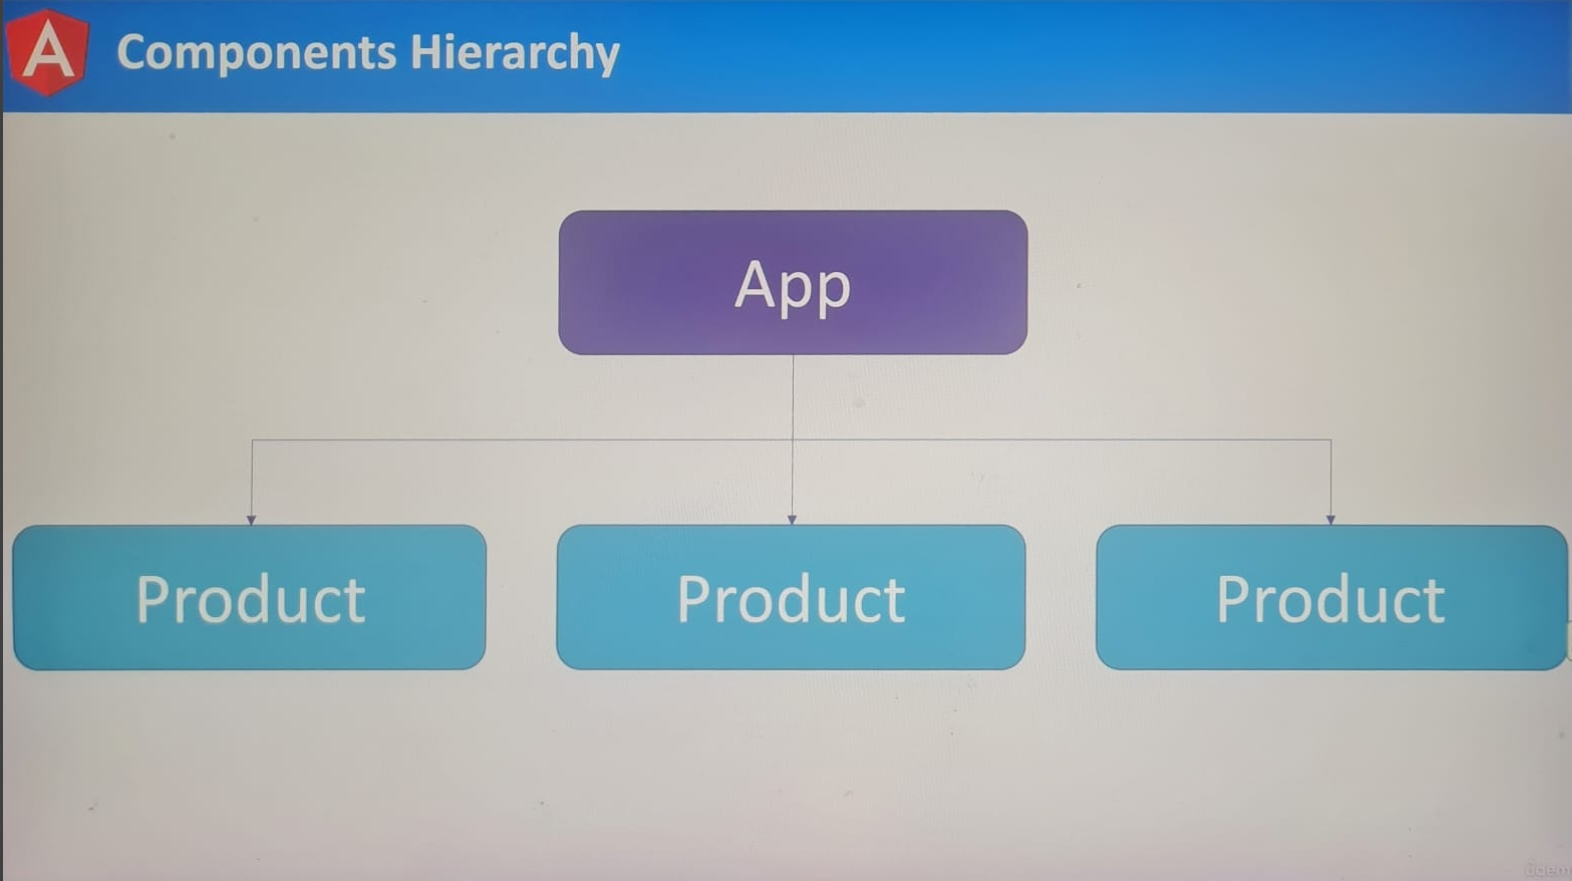 A
Components Hierarchy
App
Product
Product
Product